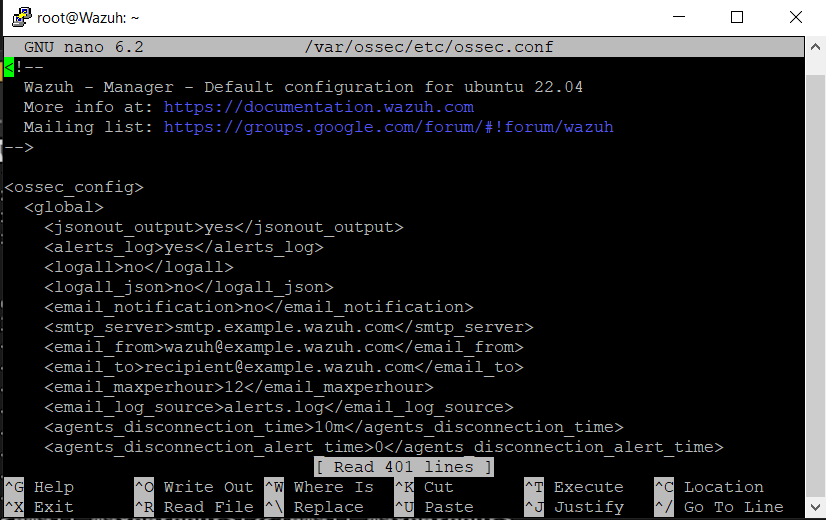 root@Wazuh: ~
GNU nano 6.2 /var/ossec/etc/ossec.conf
<!--
Wazuh - Manager - Default configuration for ubuntu 22.04
More info at: https://documentation.wazuh.com
Mailing list: https://groups.google.com/forum/#!forum/wazuh
-->
<ossec_config>
<global>
<jsonout_output>yes</jsonout_output>
<alerts_log>yes</alerts_log>
<logall>no</logall>
<logall_json>no</logall_json>
<email_notification>no</email_notification>
<smtp_server>smtp.example.wazuh.com</smtp_server>
<email_from>wazuh@example.wazuh.com</email_from>
<email_to>recipient@example.wazuh.com</email_to>
<email_maxperhour>12</email_maxperhour>
<email_log_source>alerts.log</email_log_source>
<agents_disconnection_time>10m</agents_disconnection_time>
<agents_disconnection_alert_time>0</agents_disconnection_alert_time>
[ Read 401 lines ]
^G Help ^O Write Out ^W Where Is ^K Cut ^T Execute ^C Location
^X Exit ^R Read File ^\ Replace ^U Paste ^J Justify ^/ Go To Line